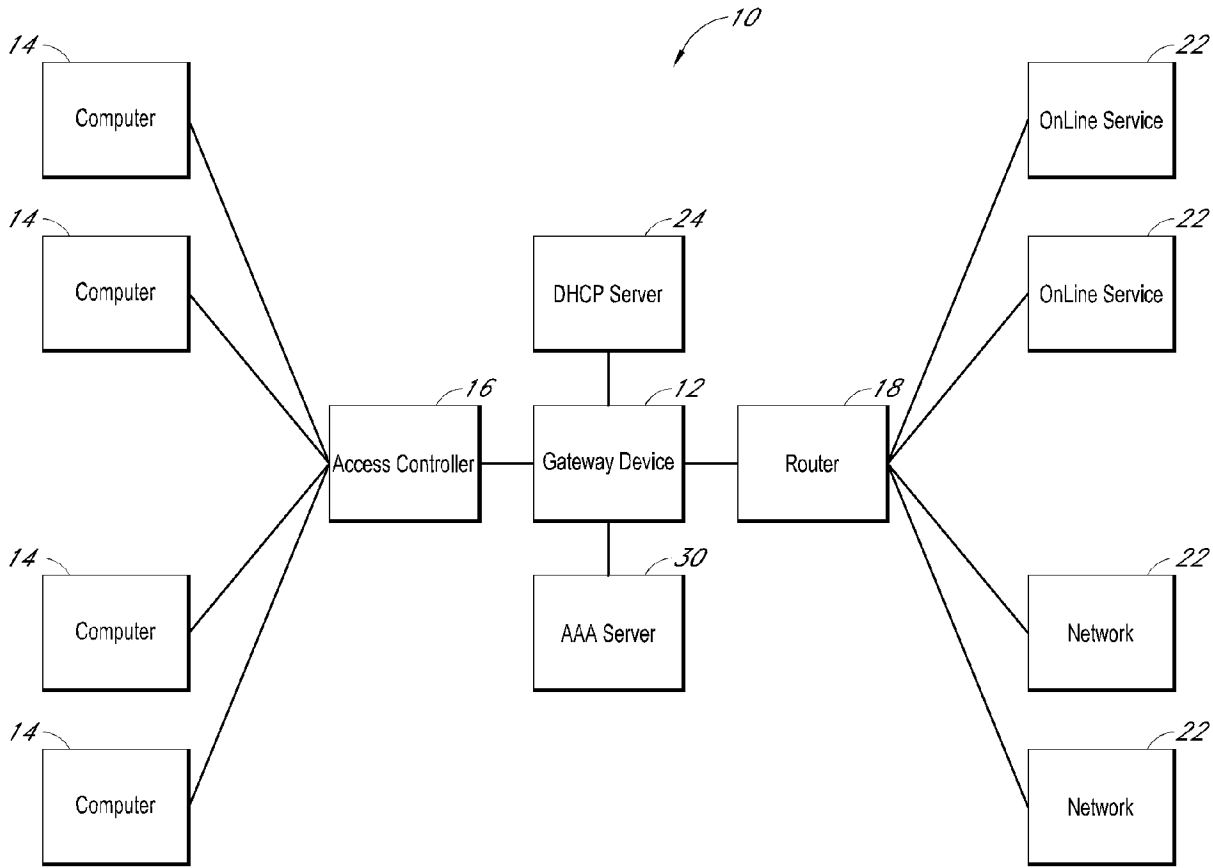 10
14
Computer
22
OnLine Service
14
Computer
24
DHCP Server
22
OnLine Service
16
Access Controller
12
Gateway Device
18
Router
14
Computer
30
AAA Server
22
Network
14
Computer
22
Network